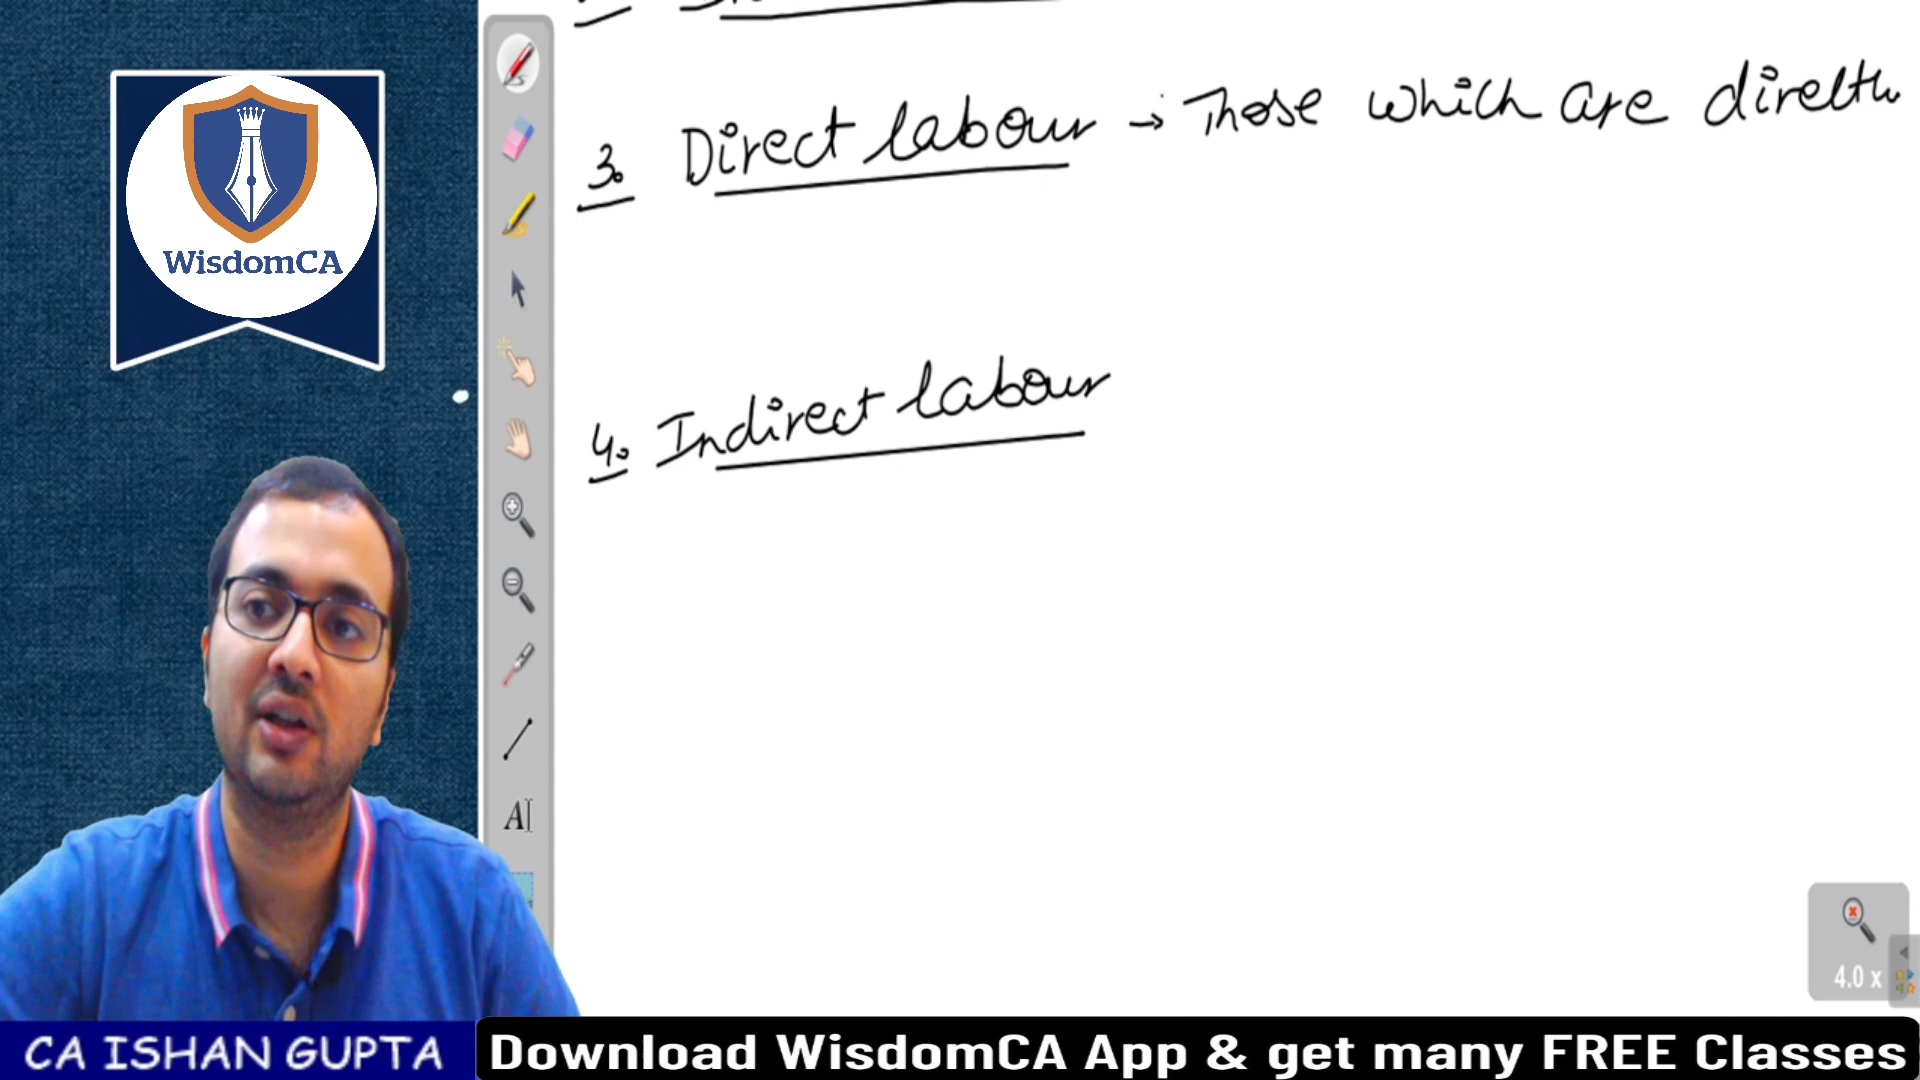 WisdomCA
3. Direct labour → Those which are
4. Indirect labour
A
4.0 x
CA ISHAN GUPTA
Download WisdomCA App & get many FREE Classes